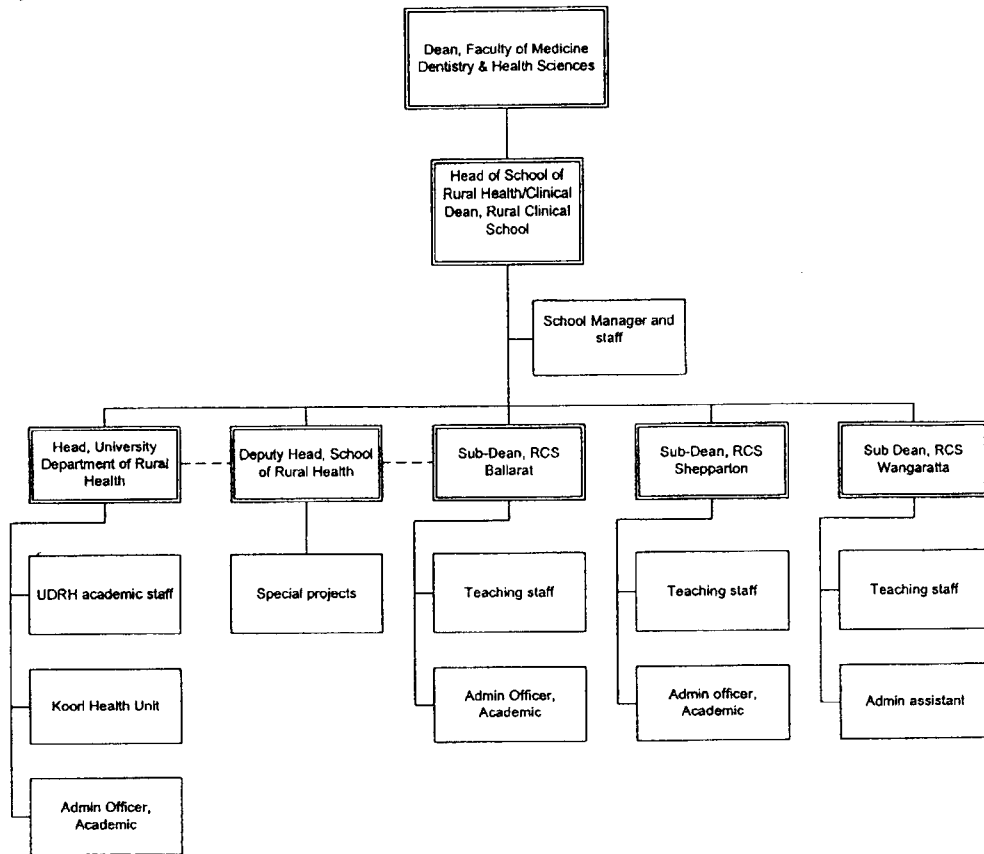 Dean, Faculty of Medicine
Dentistry & Health Sciences
Head of School of
Rural Health/Clinical
Dean, Rural Clinical
School
School Manager and
staff
Head, University
Department of Rural
Health
Deputy Head, School
of Rural Health
Sub-Dean, RCS
Ballarat
Sub-Dean, RCS
Shepparton
Sub Dean, RCS
Wangaratta
UDRH academic staff
Special projects
Teaching staff
Teaching staff
Teaching staff
Koori Health Unit
Admin Officer,
Academic
Admin officer,
Academic
Admin assistant
Admin Officer,
Academic